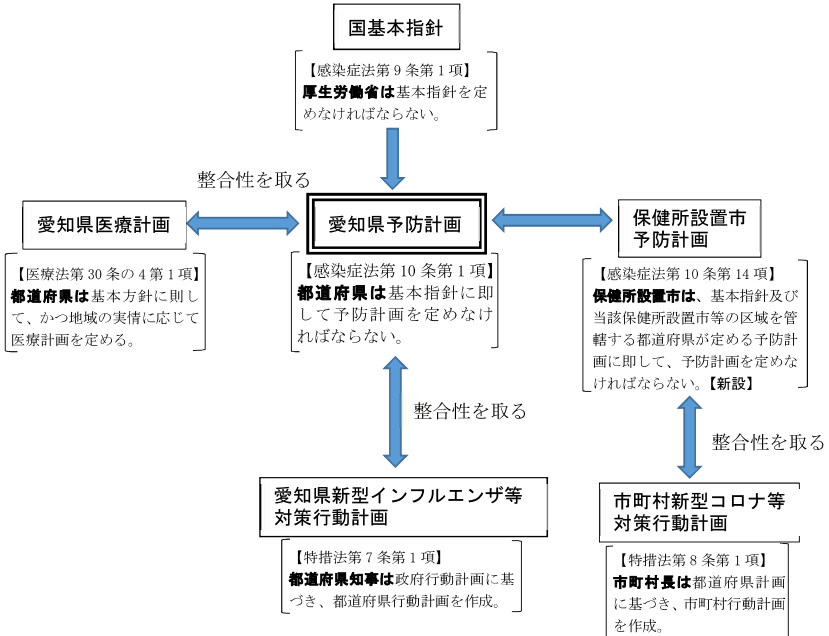 国基本指針
【感染症法第9条第1項】
厚生労働省は基本指針を定
めなければならない。
整合性を取る
愛知県医療計画
【医療法第30条の4第1項】
都道府県は基本方針に則し
て、かつ地域の実情に応じて
医療計画を定める。
愛知県予防計画
【感染症法第10条第1項】
都道府県は基本指針に即
して予防計画を定めなけ
ればならない。
保健所設置市
予防計画
【感染症法第10条第14項】
保健所設置市は、基本指針及び
当該保健所設置市等の区域を管
轄する都道府県が定める予防計
画に即して、予防計画を定めな
ければならない。【新設】
整合性を取る
整合性を取る
愛知県新型インフルエンザ等
対策行動計画
【特措法第7条第1項】
都道府県知事は政府行動計画に基
づき、都道府県行動計画を作成。
市町村新型コロナ等
対策行動計画
【特措法第8条第1項】
市町村長は都道府県計画
に基づき、市町村行動計画
を作成。